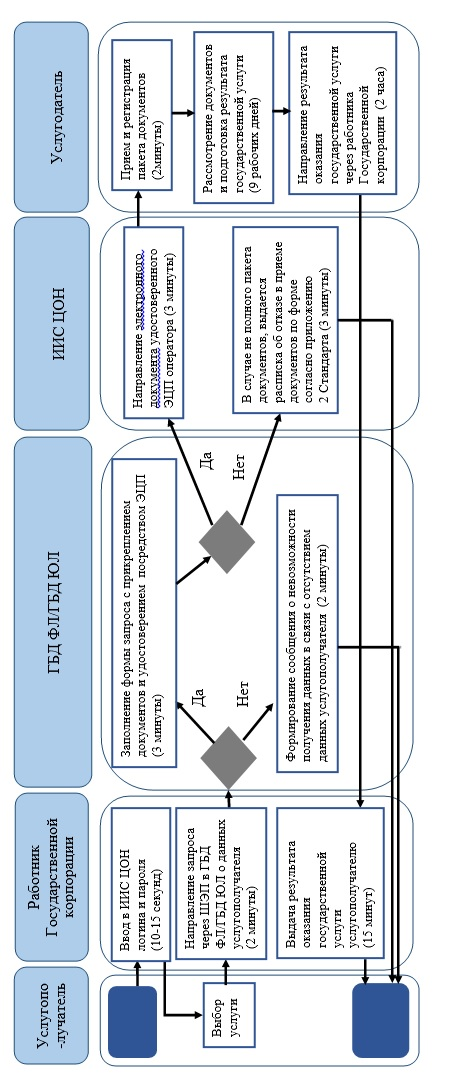 Услугопо
-лучатель
Работник
Государственной
корпорации
ГБД ФЛ/ГБД ЮЛ
ИИС ЦОН
Услугодатель
Ввод в ИИС ЦОН
логина и пароля
(10-15 секунд)
Выбор
услуги
Направление запроса
через ШЭП в ГБД
ФЛ/ГБД ЮЛ о данных
услугополучателя
(2 минуты)
Выдача результата
оказания
государственной
услуги
услугополучателю
(15 минут)
Заполнение формы запроса с прикреплением
документов и удостоверением посредством ЭЦП
(3 минуты)
Да
Нет
Формирование сообщения о невозможности
получения данных в связи с отсутствием
данных услугополучателя (2 минуты)
Да
Нет
Направление электронного
документа удостоверенного
ЭЦП оператора (3 минуты)
В случае не полного пакета
документов, выдается
расписка об отказе в приеме
документов по форме
согласно приложению
2 Стандарта (3 минуты)
Прием и регистрация
пакета документов
(2минуты)
Рассмотрение документов
и подготовка результата
государственной услуги
(9 рабочих дней)
Направление результата
оказания
государственной услуги
через работника
Государственной
корпорации (2 часа)